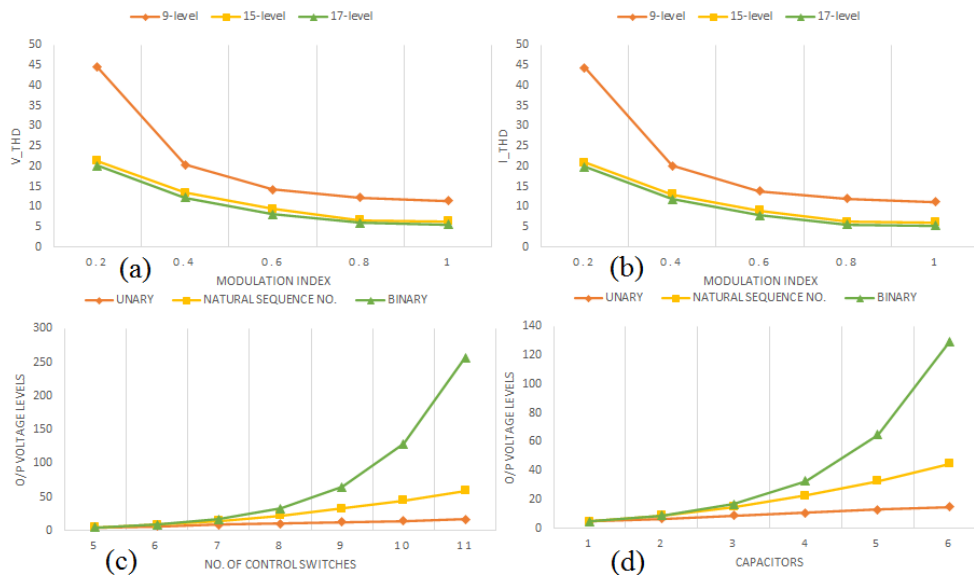 9-level 15-level 17-level
50
45
40
35
30
25
20
15
10
5
0
V_THD
0.2 0.4 0.6 0.8 1
(a)
MODULATION INDEX
9-level 15-level 17-level
50
45
40
35
30
25
20
15
10
5
0
I_THD
0.2 0.4 0.6 0.8 1
(b)
MODULATION INDEX
UNARY NATURAL SEQUENCE NO. BINARY
300
250
200
150
100
50
0
O/P VOLTAGE LEVELS
5 6 7 8 9 10 11
(c)
NO. OF CONTROL SWITCHES
UNARY NATURAL SEQUENCE NO. BINARY
140
120
100
80
60
40
20
0
O/P VOLTAGE LEVELS
1 2 3 4 5 6
(d)
CAPACITORS